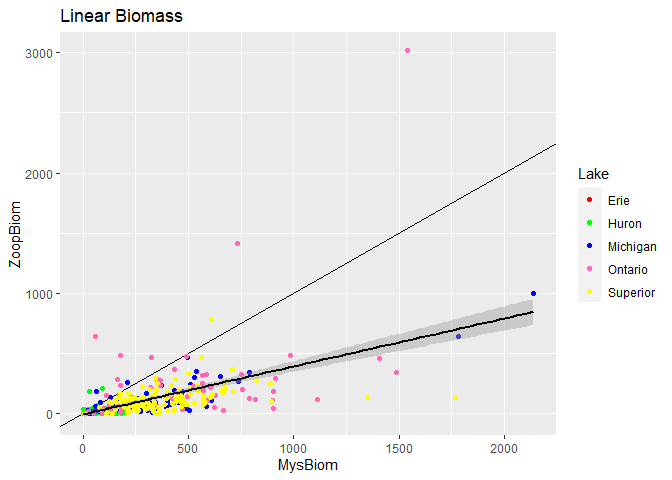 Linear Biomass
3000
2000
1000
0
ZoopBiom
0
500
1000
1500
2000
MysBiom
Lake
Erie
Huron
Michigan
Ontario
Superior